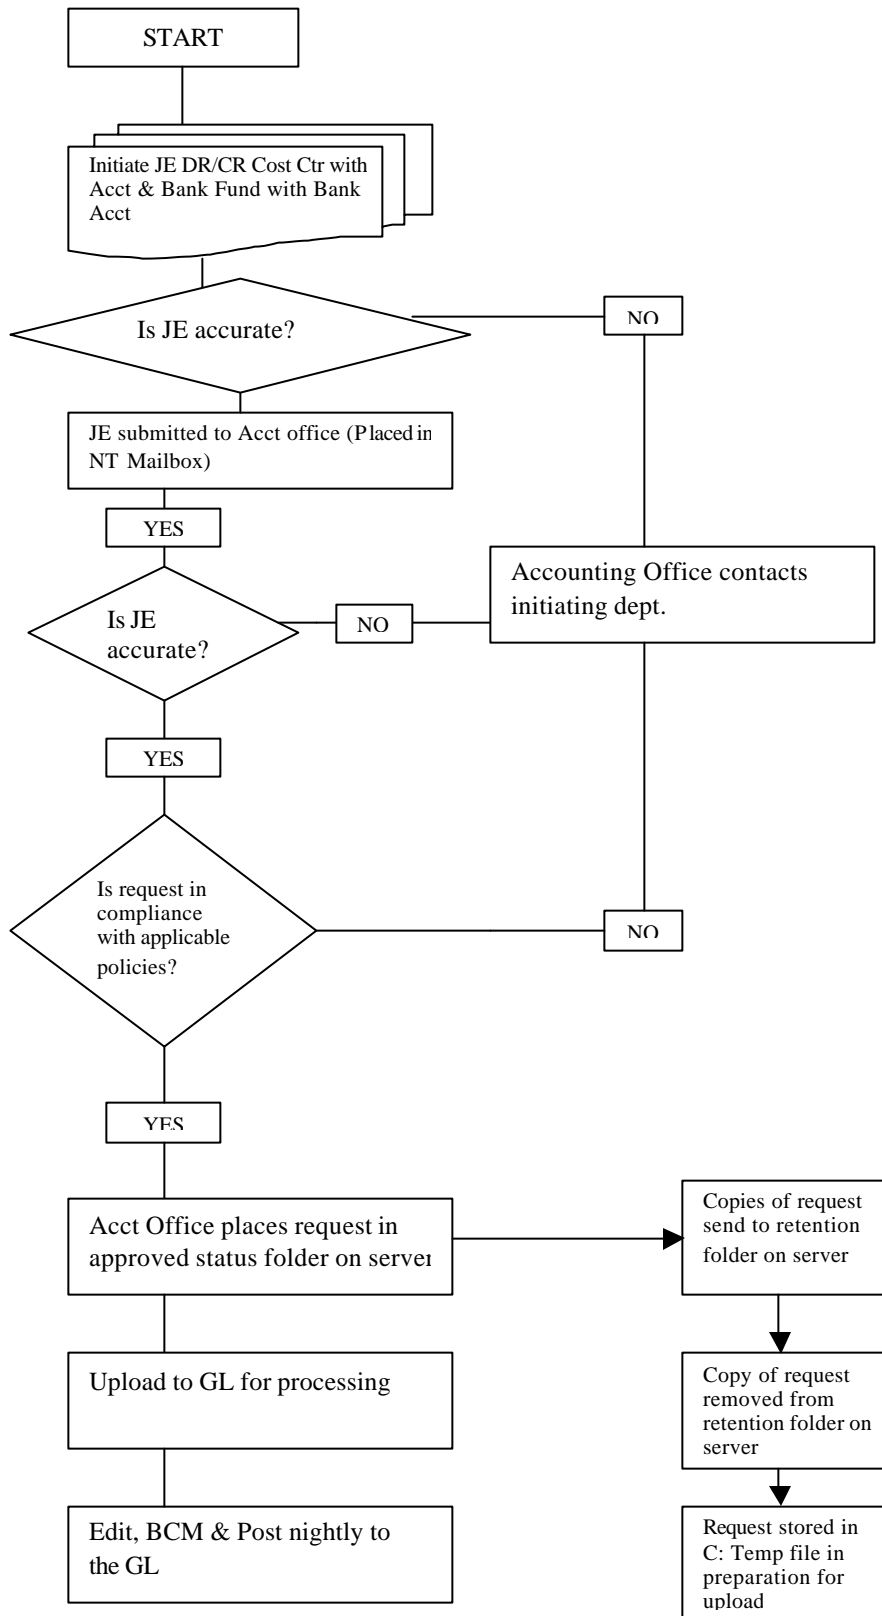 START
Initiate JE DR/CR Cost Ctr with
Acct & Bank Fund with Bank
Acct
Is JE accurate?
NO
JE submitted to Acct office (Placed in
NT Mailbox)
YES
Accounting Office contacts
initiating dept.
Is JE
accurate?
NO
YES
Is request in
compliance
with applicable
policies?
NO
YES
Acct Office places request in
approved status folder on server
Copies of request
send to retention
folder on server
Upload to GL for processing
Copy of request
removed from
retention folder on
server
Edit, BCM & Post nightly to
the GL
Request stored in
C: Temp file in
preparation for
upload